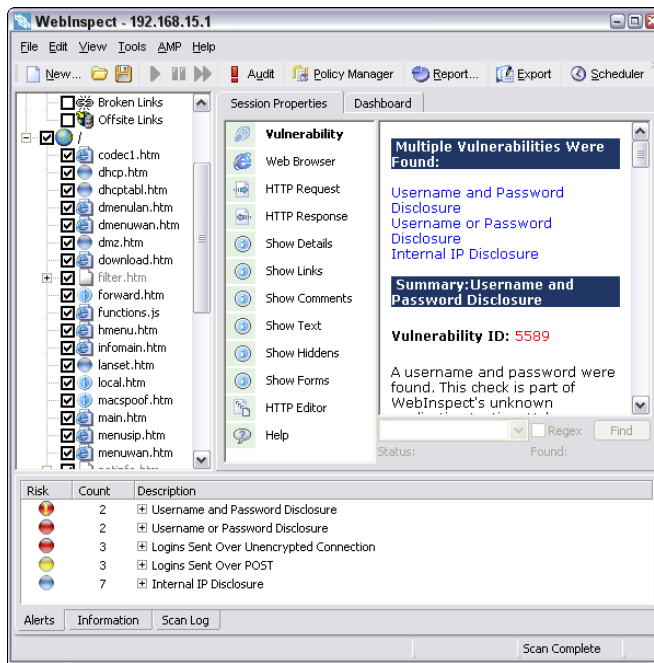 WebInspect - 192.168.15.1
File Edit View Tools AMP Help
New... Audit Policy Manager Report... Export Scheduler
Broken Links
Offsite Links
/
codec1.htm
dhcp.htm
dhcptabl.htm
dmenulan.htm
dmenuwan.htm
dmz.htm
download.htm
filter.htm
forward.htm
functions.js
hmenu.htm
infomain.htm
lanset.htm
local.htm
macspoof.htm
main.htm
menusip.htm
menuwan.htm
Session Properties Dashboard
Vulnerability
Web Browser
HTTP Request
HTTP Response
Show Details
Show Links
Show Comments
Show Text
Show Hiddens
Show Forms
HTTP Editor
Help
Multiple Vulnerabilities Were
Found:
Username and Password
Disclosure
Username or Password
Disclosure
Internal IP Disclosure
Summary:Username and
Password Disclosure
Vulnerability ID: 5589
A username and password were
found. This check is part of
WebInspect's unknown
Regex Find
Status: Found:
Risk Count Description
2 Username and Password Disclosure
2 Username or Password Disclosure
3 Logins Sent Over Unencrypted Connection
3 Logins Sent Over POST
7 Internal IP Disclosure
Alerts Information Scan Log
Scan Complete